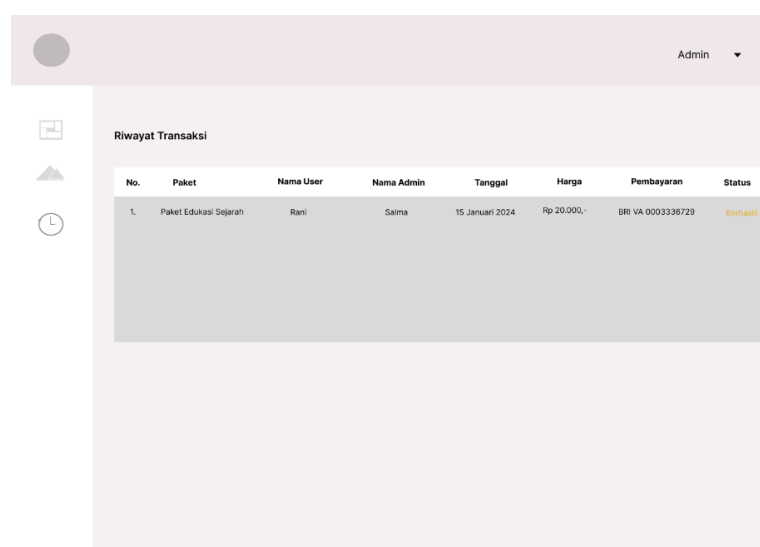 Admin
Riwayat Transaksi
No. Paket Nama User Nama Admin Tanggal Harga Pembayaran Status
1. Paket Edukasi Sejarah Rani Salma 15 Januari 2024 Rp 20.000,- BRI VA 0003336729 Berhasil